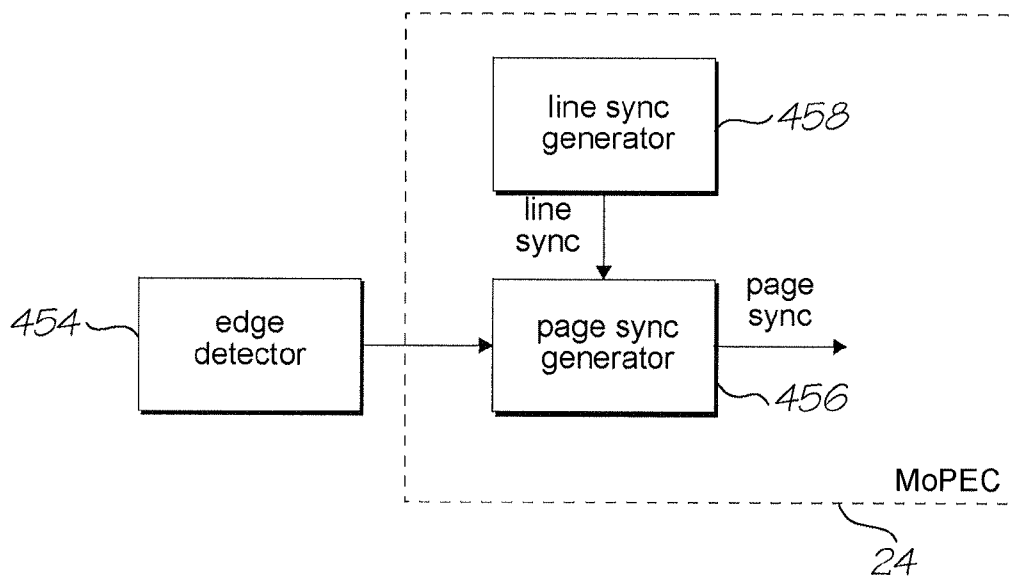 line sync
generator
458
line
sync
454
edge
detector
page sync
generator
page
sync
456
MoPEC
24